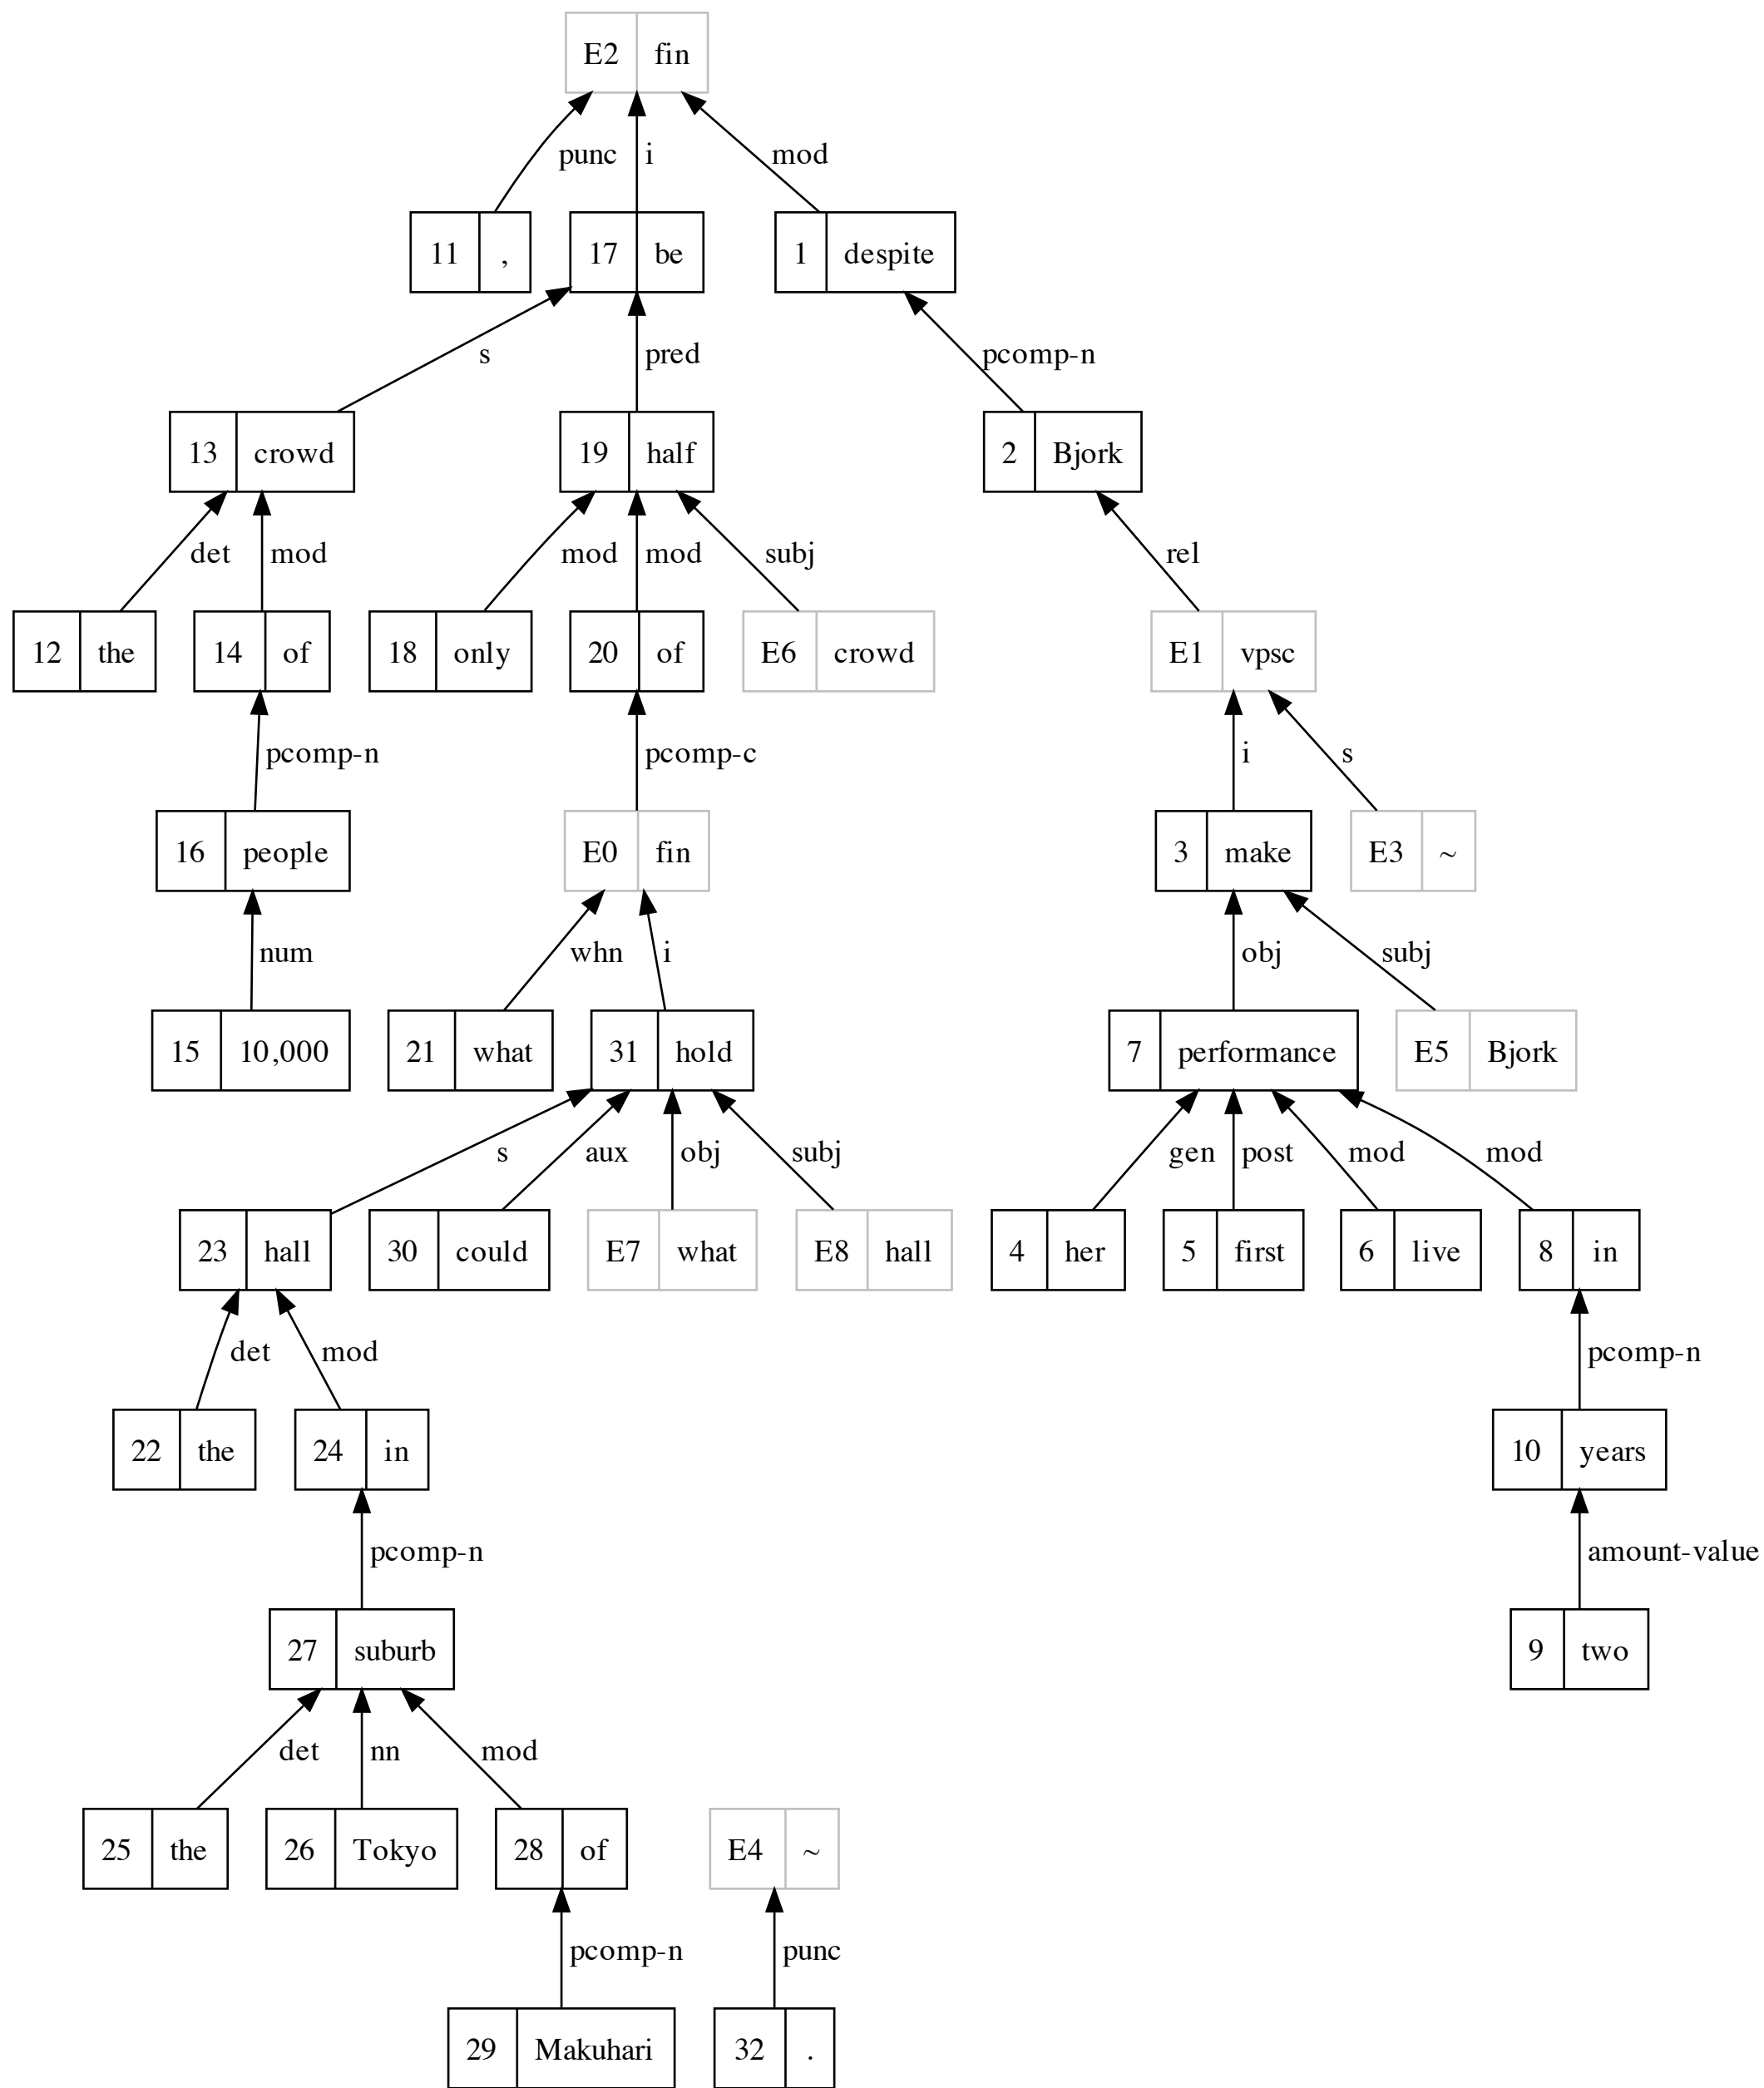 E2 fin
punc i mod
11 , 17 be 1 despite
s pred pcomp-n
13 crowd 19 half 2 Bjork
det mod mod mod subj rel
12 the 14 of 18 only 20 of E6 crowd E1 vpsc
pcomp-n pcomp-c i s
16 people E0 fin 3 make E3 ~
num whn i obj subj
15 10,000 21 what 31 hold 7 performance E5 Bjork
s aux obj subj gen post mod mod
23 hall 30 could E7 what E8 hall 4 her 5 first 6 live 8 in
det mod pcomp-n
22 the 24 in 10 years
pcomp-n amount-value
27 suburb 9 two
det nn mod
25 the 26 Tokyo 28 of E4 ~
pcomp-n punc
29 Makuhari 32 .